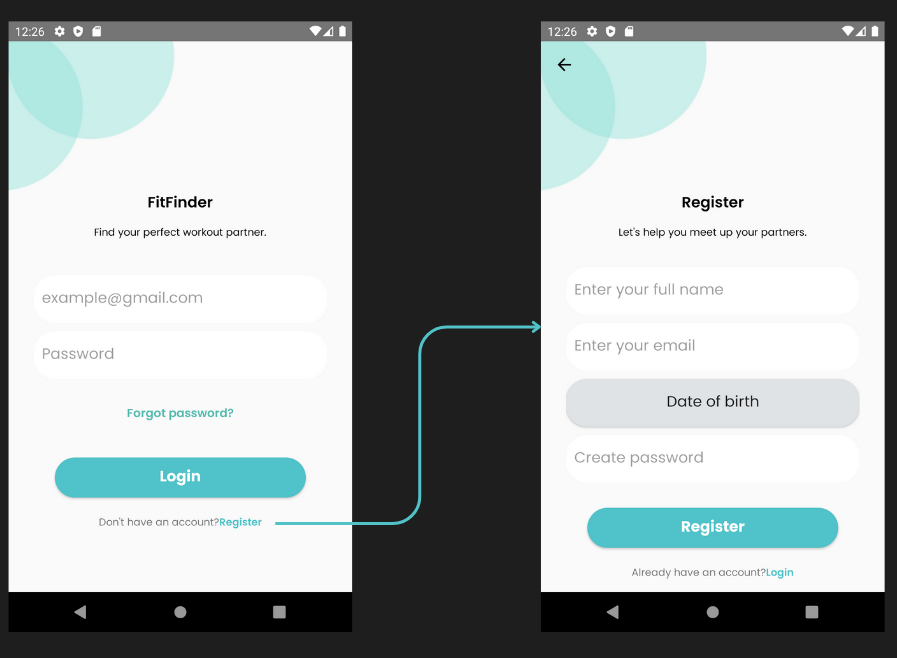 12:26
FitFinder
Find your perfect workout partner.
example@gmail.com
Password
Forgot password?
Login
Don't have an account?Register
12:26
Register
Let's help you meet up your partners.
Enter your full name
Enter your email
Date of birth
Create password
Register
Already have an account?Login